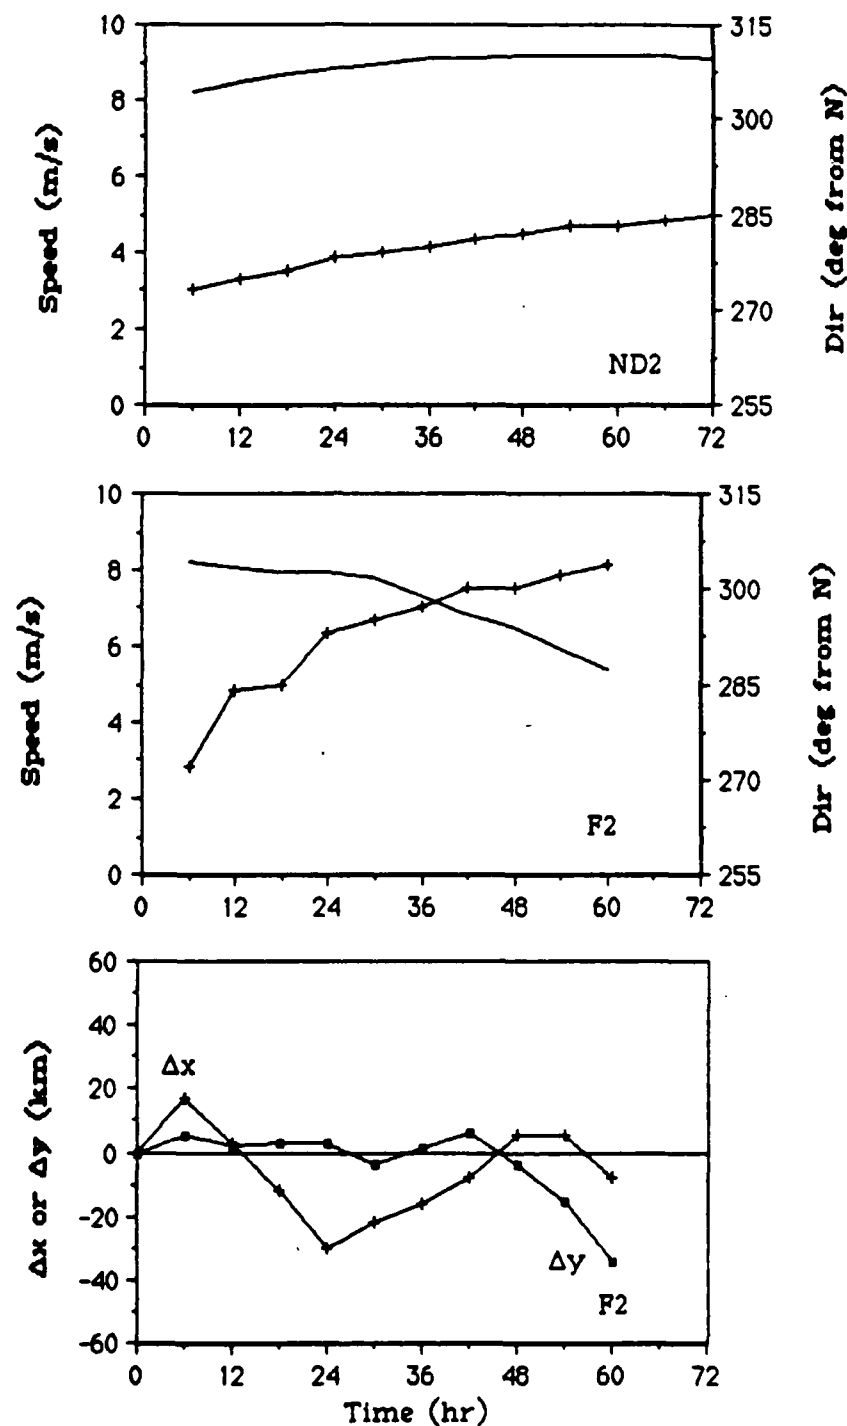 10
8
6
4
2
0
Speed (m/s)
315
300
285
270
255
Dir (deg from N)
ND2
0 12 24 36 48 60 72
10
8
6
4
2
0
Speed (m/s)
315
300
285
270
255
Dir (deg from N)
F2
0 12 24 36 48 60 72
60
40
20
0
-20
-40
-60
Δx or Δy (km)
Δx
Δy
F2
0 12 24 36 48 60 72
Time (hr)